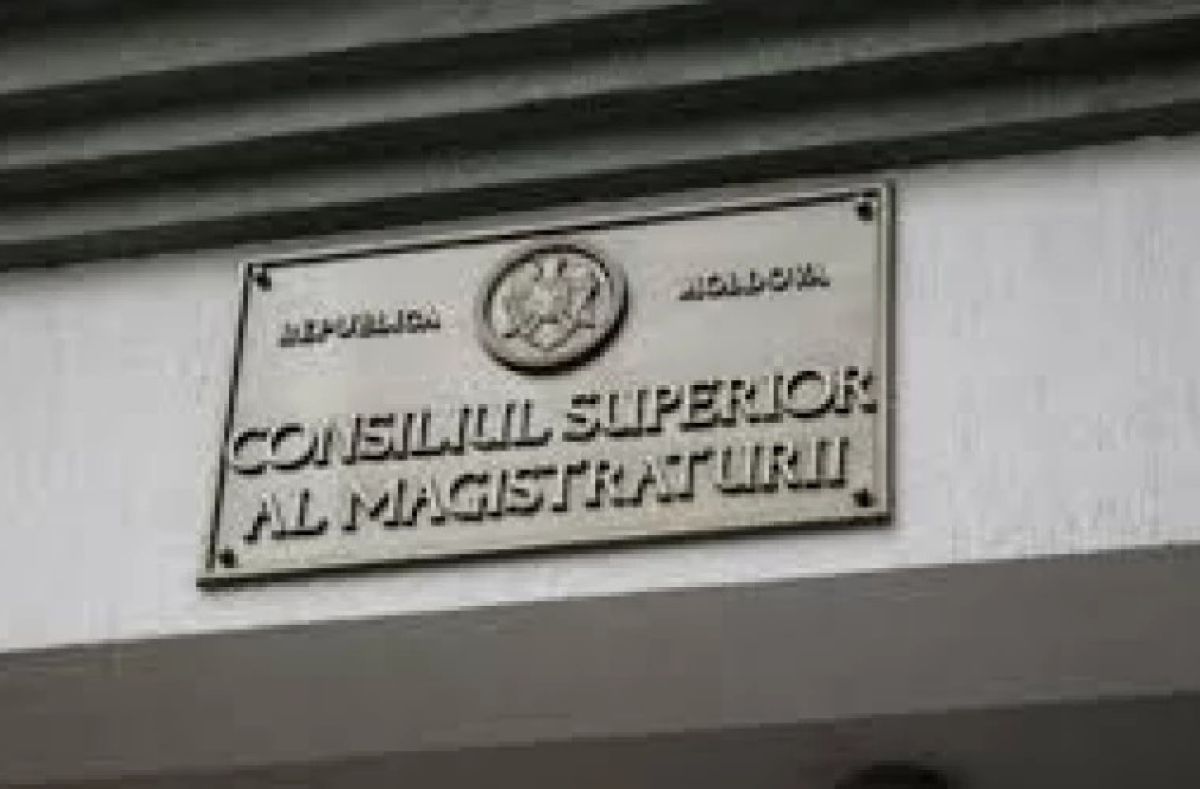 REPUBLICA MOLDOVA
CONSILIUL SUPERIOR
AL MAGISTRATURII